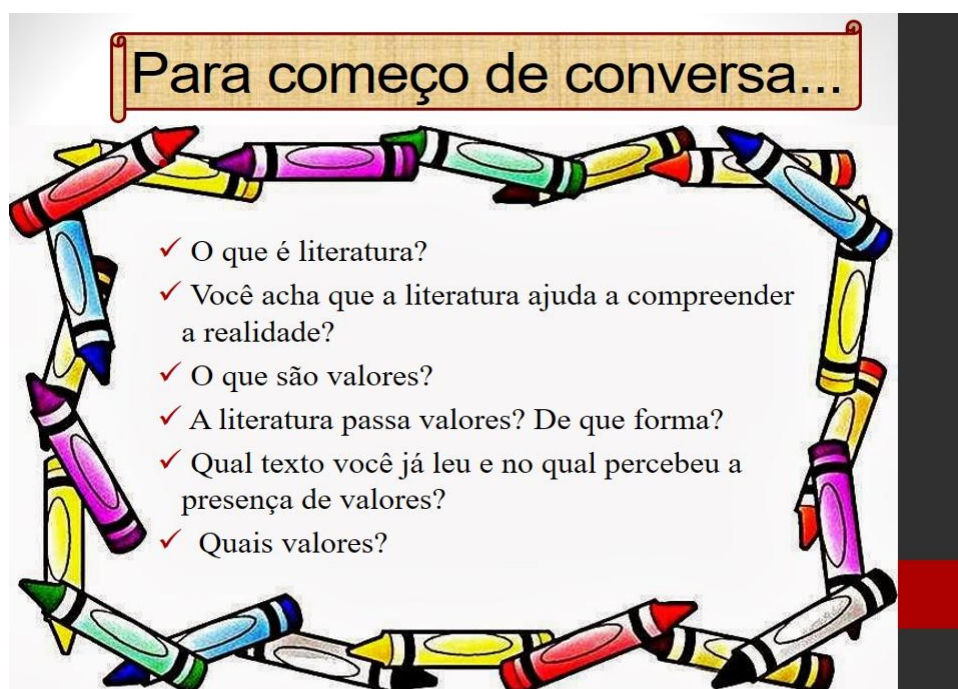 Para começo de conversa...
✓ O que é literatura?
✓ Você acha que a literatura ajuda a compreender
a realidade?
✓ O que são valores?
✓ A literatura passa valores? De que forma?
✓ Qual texto você já leu e no qual percebeu a
presença de valores?
✓ Quais valores?